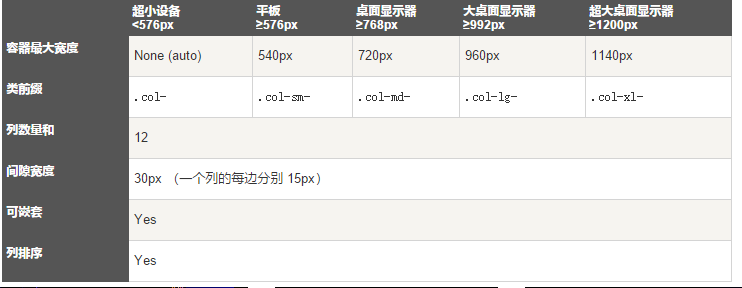 超小设备 平板 桌面显示器 大桌面显示器 超大桌面显示器
<576px ≥576px ≥768px ≥992px ≥1200px
容器最大宽度 None (auto) 540px 720px 960px 1140px
类前缀 .col- .col-sm- .col-md- .col-lg- .col-xl-
列数量和 12
间隙宽度 30px （一个列的每边分别 15px）
可嵌套 Yes
列排序 Yes